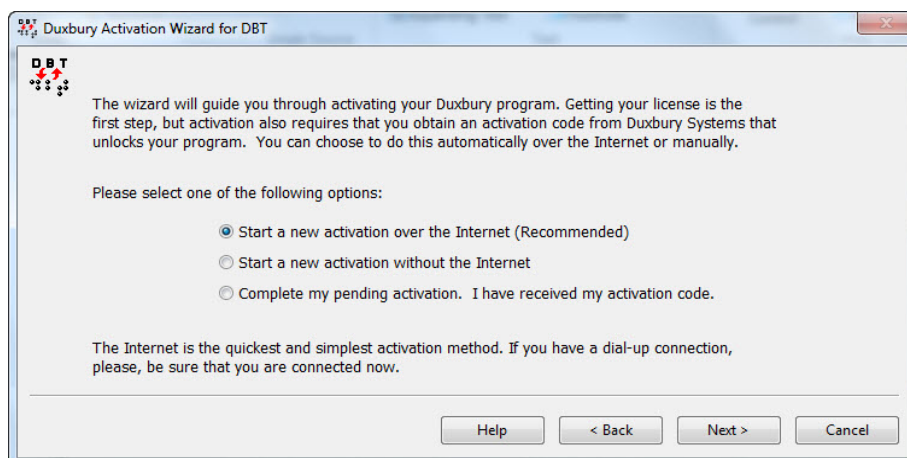 Duxbury Activation Wizard for DBT
D B T
The wizard will guide you through activating your Duxbury program. Getting your license is the
first step, but activation also requires that you obtain an activation code from Duxbury Systems that
unlocks your program.  You can choose to do this automatically over the Internet or manually.
Please select one of the following options:
Start a new activation over the Internet (Recommended)
Start a new activation without the Internet
Complete my pending activation.  I have received my activation code.
The Internet is the quickest and simplest activation method. If you have a dial-up connection,
please, be sure that you are connected now.
Help < Back Next > Cancel